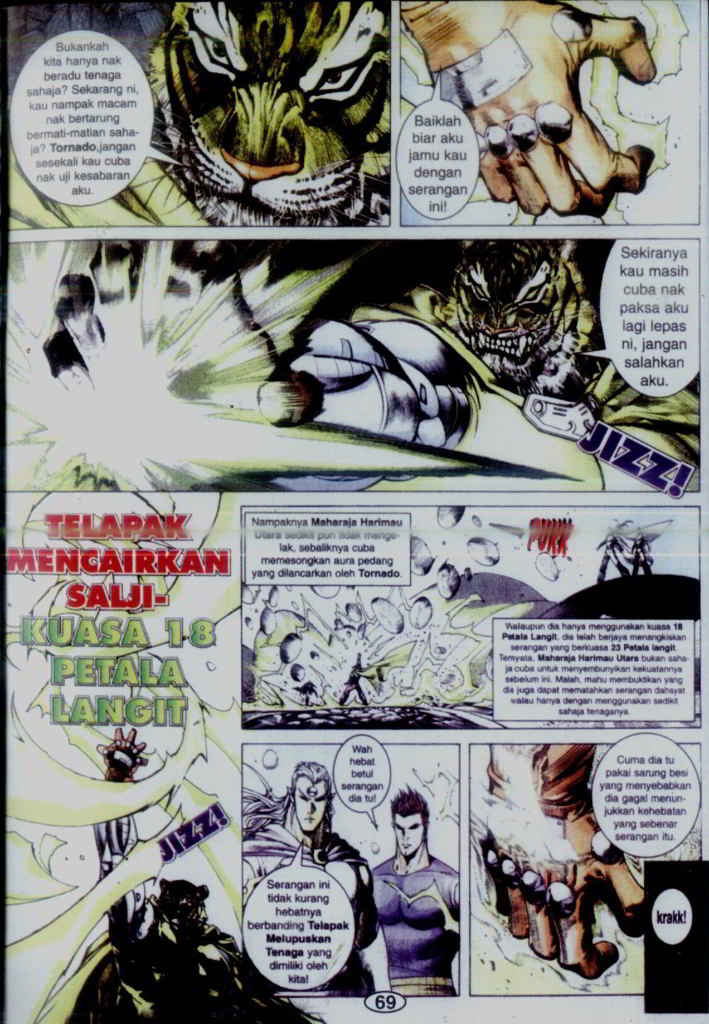 Bukankah
kita hanya nak
beradu tenaga
sahaja? Sekarang ni,
kau nampak macam
nak bertarung
bermati-matian saha-
ja? Tornado,jangan
sesekali kau cuba
nak uji kesabaran
aku.
Baiklah
biar aku
jamu kau
dengan
serangan
ini!
Sekiranya
kau masih
cuba nak
paksa aku
lagi lepas
ni, jangan
salahkan
aku.
JIZZ!
TELAPAK
MENCAIRKAN
SALJI-
KUASA 18
PETALA
LANGIT
JIZZ!
Nampaknya Maharaja Harimau
Utara sedikit pun tidak menge-
lak, sebaliknya cuba
memesongkan aura pedang
yang dilancarkan oleh Tornado.
PURK
Walaupun dia hanya menggunakan kuasa 18
Petala Langit, dia telah berjaya menangkiskan
serangan yang berkuasa 23 Petala langit.
Ternyata, Maharaja Harimau Utara bukan saha-
ja cuba untuk menyembunyikan kekuatannya
sebelum ini. Malah, mahu membuktikan yang
dia juga dapat mematahkan serangan dahsyat
walau hanya dengan menggunakan sedikit
sahaja tenaganya.
Wah
hebat
betul
serangan
dia tu!
Serangan ini
tidak kurang
hebatnya
berbanding Telapak
Melupuskan
Tenaga yang
dimiliki oleh
kita!
Cuma dia tu
pakai sarung besi
yang menyebabkan
dia gagal menun-
jukkan kehebatan
yang sebenar
serangan itu.
krakk!
69